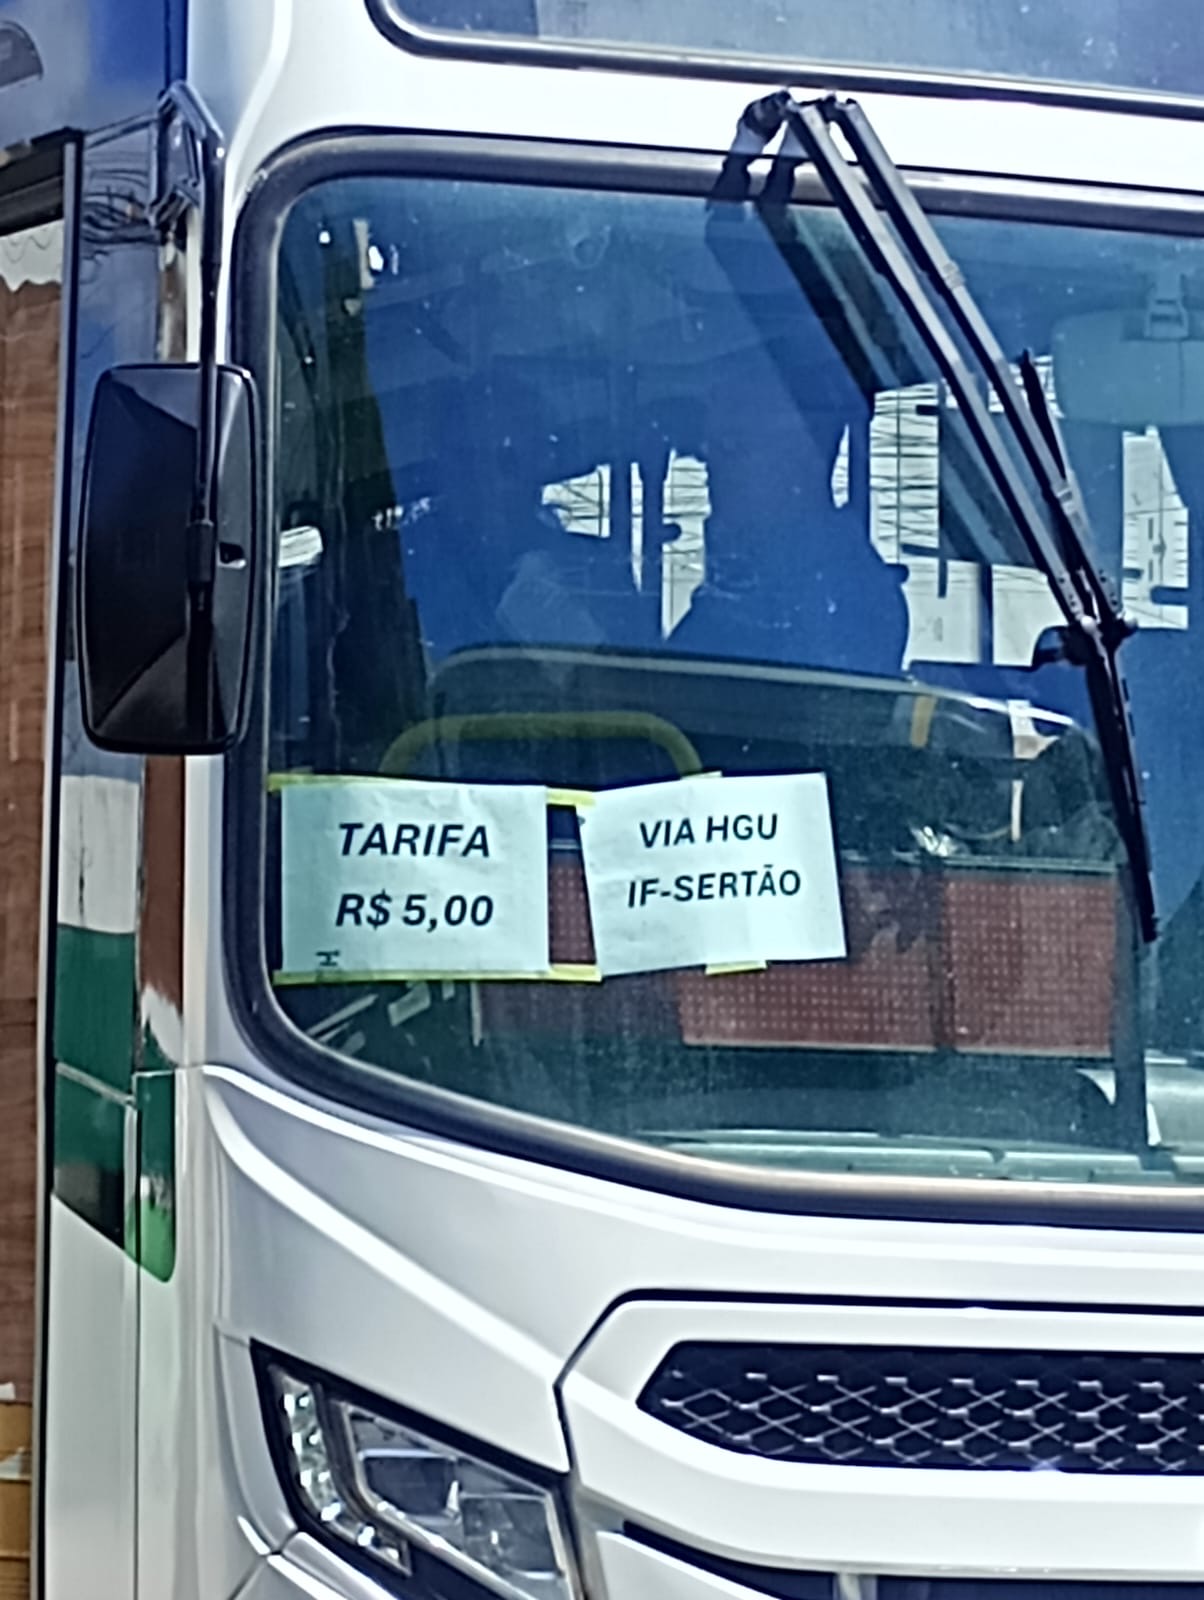 TARIFA
R$ 5,00
VIA HGU
IF-SERTÃO